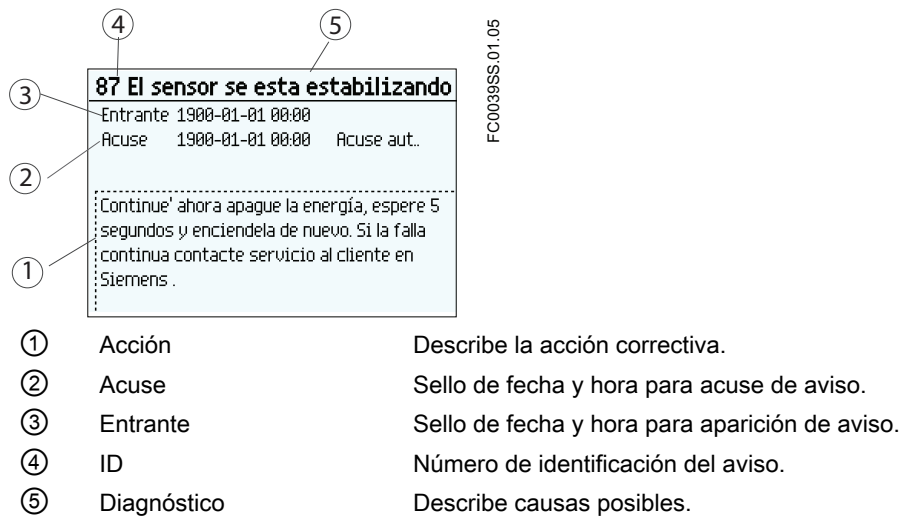 ④ ⑤
FC0039SS.01.05
87 El sensor se esta estabilizando
③
Entrante 1900-01-01 00:00
Acuse 1900-01-01 00:00 Acuse aut..
②
Continue' ahora apague la energía, espere 5
segundos y enciendela de nuevo. Si la falla
continua contacte servicio al cliente en
①
Siemens .
① Acción Describe la acción correctiva.
② Acuse Sello de fecha y hora para acuse de aviso.
③ Entrante Sello de fecha y hora para aparición de aviso.
④ ID Número de identificación del aviso.
⑤ Diagnóstico Describe causas posibles.